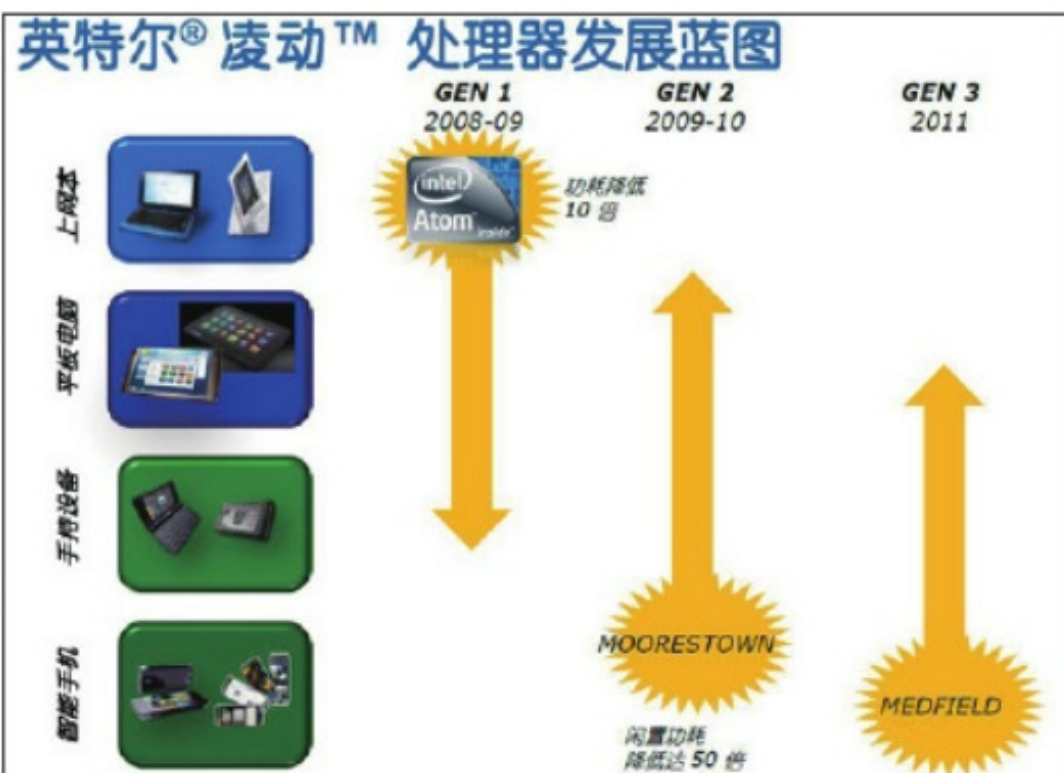 英特尔® 凌动™ 处理器发展蓝图
GEN 1
2008-09
GEN 2
2009-10
GEN 3
2011
上网本
intel
Atom
inside
功耗降低
10 倍
平板电脑
手持设备
智能手机
MOORESTOWN
闲置功耗
降低达 50 倍
MEDFIELD